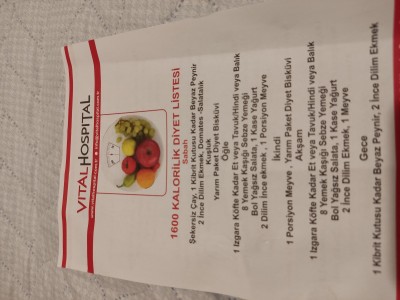 VITALHOSPITAL
1600 KALORİLİK DİYET LİSTESİ
Sabah
Şekersiz Çay, 1 Kibrit Kutusu Kadar Beyaz Peynir
2 İnce Dilim Ekmek, Domates -Salatalık
Kuşluk
Yarım Paket Diyet Bisküvi
Öğle
1 Izgara Köfte Kadar Et veya Tavuk/Hindi veya Balık
8 Yemek Kaşığı Sebze Yemeği
Bol Yağsız Salata, 1 Kase Yoğurt
2 Dilim İnce ekmek, 1 Porsiyon Meyve
İkindi
1 Porsiyon Meyve, Yarım Paket Diyet Bisküvi
Akşam
1 Izgara Köfte Kadar Et veya Tavuk/Hindi veya Balık
8 Yemek Kaşığı Sebze Yemeği
Bol Yağsız Salata, 1 Kase Yoğurt
2 İnce Dilim Ekmek, 1 Meyve
Gece
1 Kibrit Kutusu Kadar Beyaz Peynir, 2 İnce Dilim Ekmek